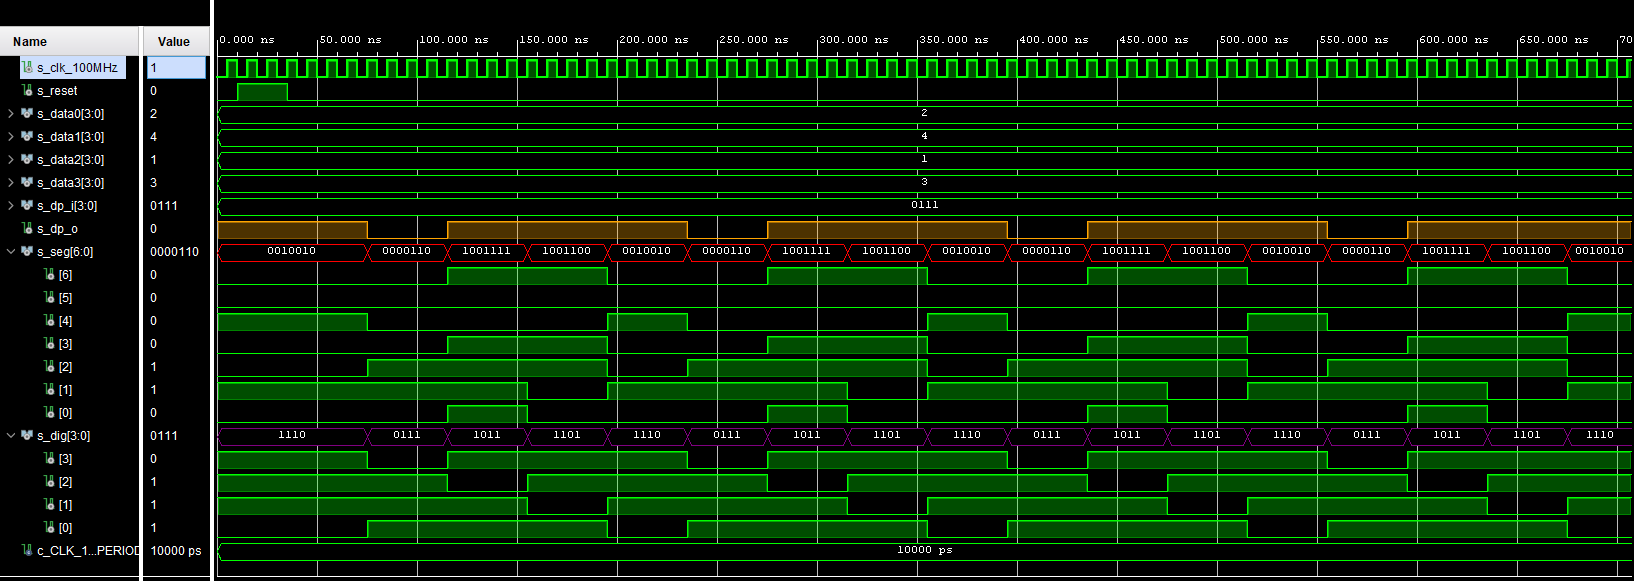 Name Value
0.000 ns 50.000 ns 100.000 ns 150.000 ns 200.000 ns 250.000 ns 300.000 ns 350.000 ns 400.000 ns 450.000 ns 500.000 ns 550.000 ns 600.000 ns 650.000 ns 70
s_clk_100MHz 1
s_reset 0
s_data0[3:0] 2 2
s_data1[3:0] 4 4
s_data2[3:0] 1 1
s_data3[3:0] 3 3
s_dp_i[3:0] 0111 0111
s_dp_o 0
s_seg[6:0] 0000110 0010010 0000110 1001111 1001100 0010010 0000110 1001111 1001100 0010010 0000110 1001111 1001100 0010010 0000110 1001111 1001100 0010010
[6] 0
[5] 0
[4] 0
[3] 0
[2] 1
[1] 1
[0] 0
s_dig[3:0] 0111 1110 0111 1011 1101 1110 0111 1011 1101 1110 0111 1011 1101 1110 0111 1011 1101 1110
[3] 0
[2] 1
[1] 1
[0] 1
c_CLK_1...PERIOD 10000 ps 10000 ps